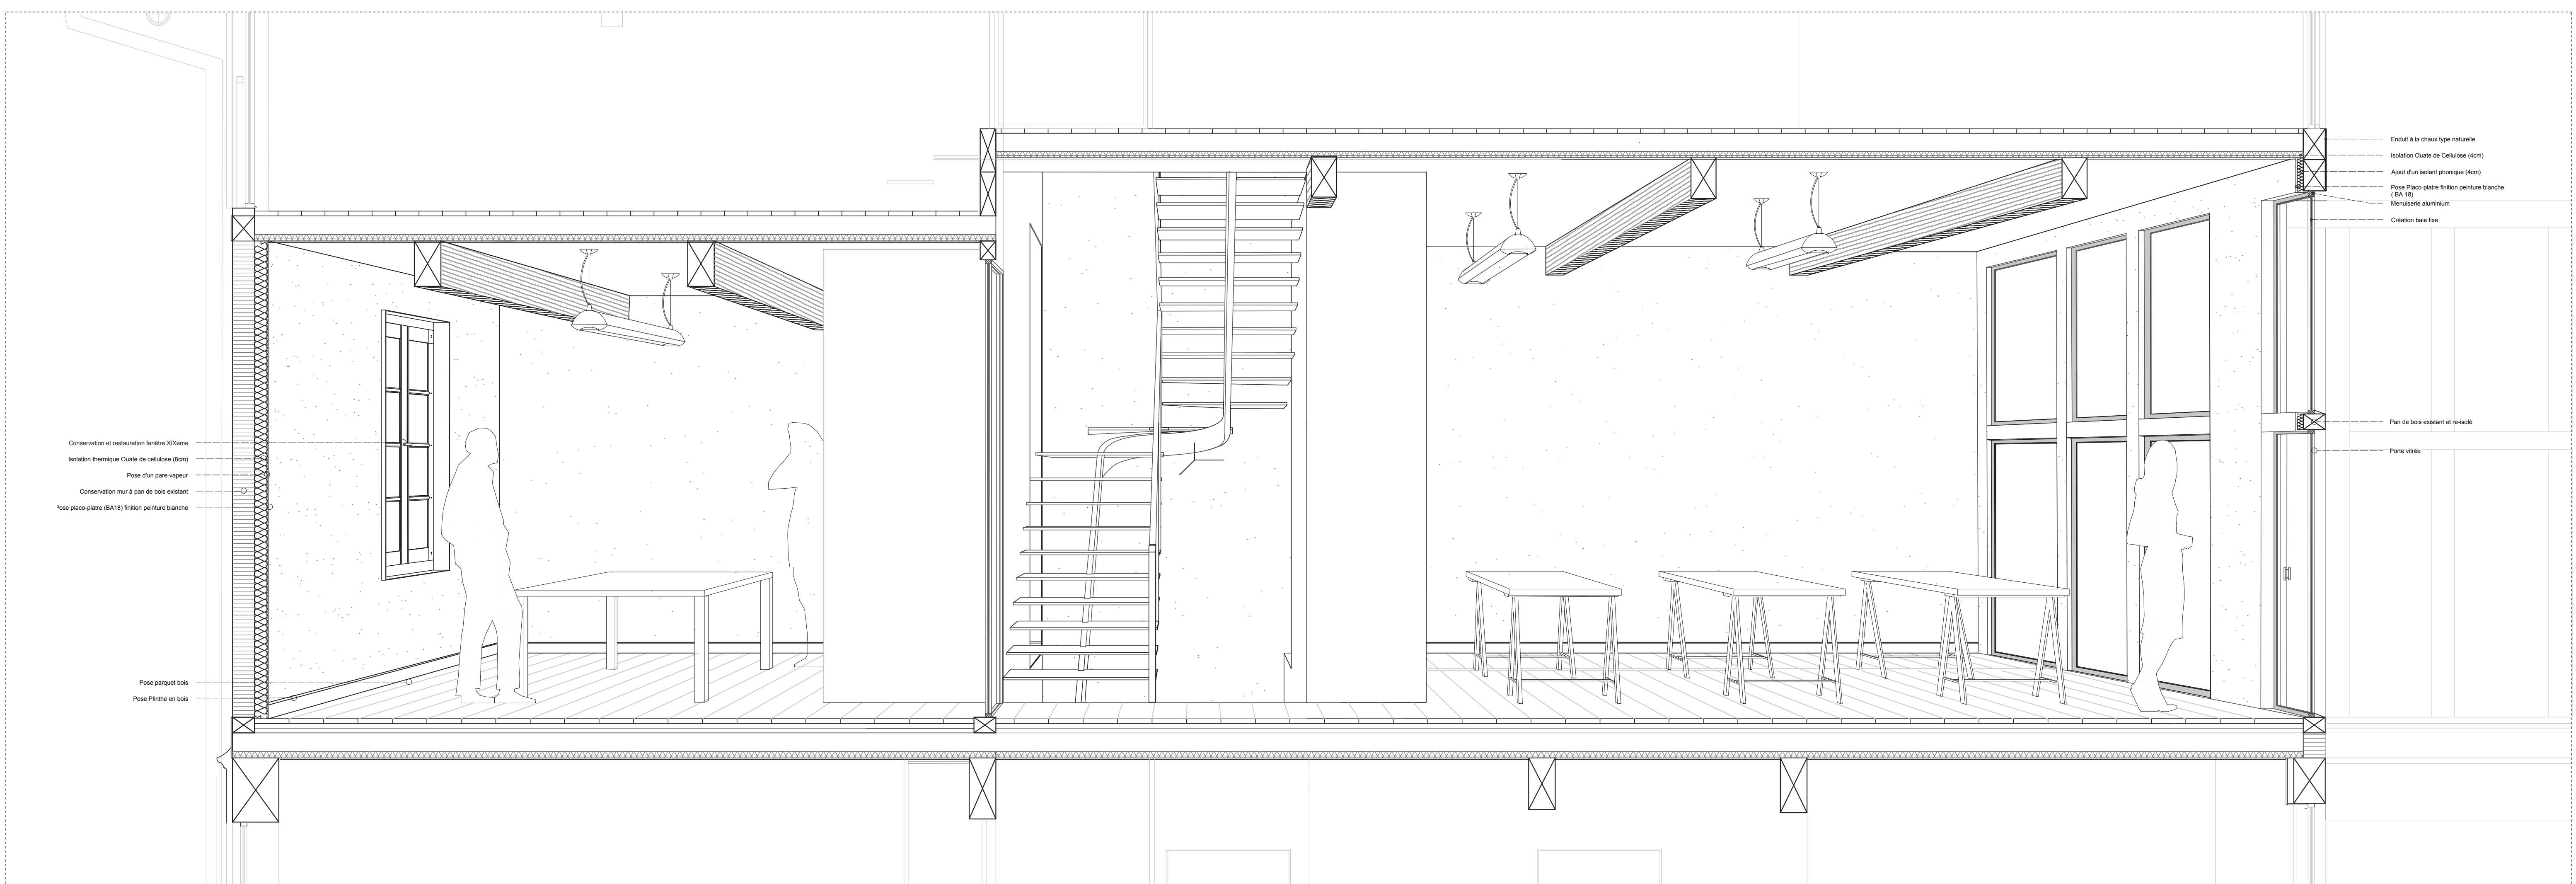 Conservation et restauration fenêtre XIXeme
Isolation thermique Ouate de cellulose (8cm)
Pose d'un pare-vapeur
Conservation mur à pan de bois existant
Pose placo-platre (BA18) finition peinture blanche
Pose parquet bois
Pose Plinthe en bois
Enduit à la chaux type naturelle
Isolation Ouate de Cellulose (4cm)
Ajout d'un isolant phonique (4cm)
Pose Placo-platre finition peinture blanche
( BA 18)
Menuiserie aluminium
Création baie fixe
Pan de bois existant et re-isolé
Porte vitrée